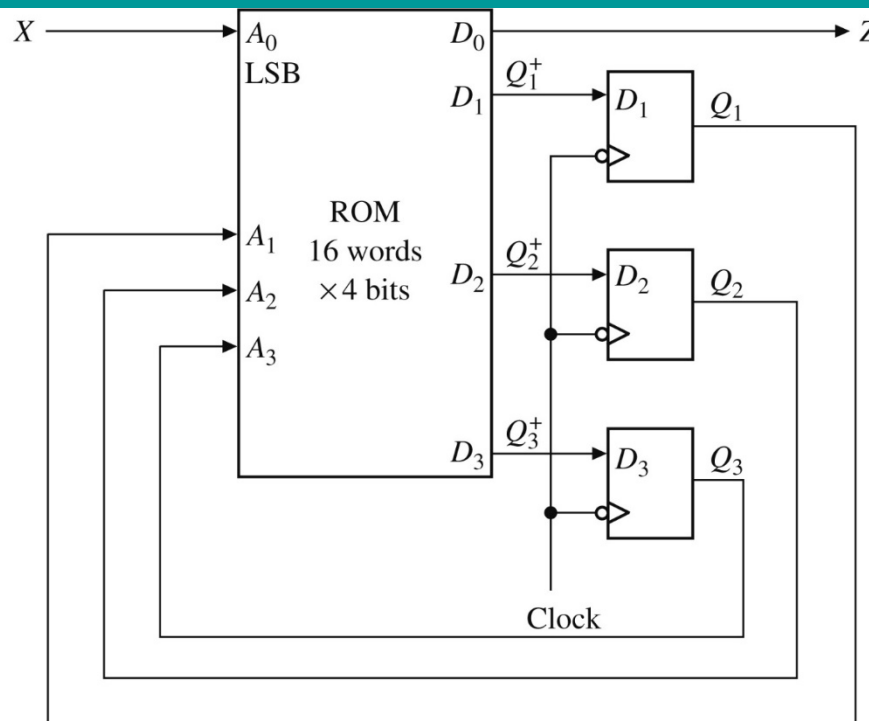 X
A₀
D₀
Z
LSB
D₁
Q₁⁺
D₁
Q₁
ROM
16 words
×4 bits
A₁
A₂
A₃
D₂
Q₂⁺
D₂
Q₂
D₃
Q₃⁺
D₃
Q₃
Clock